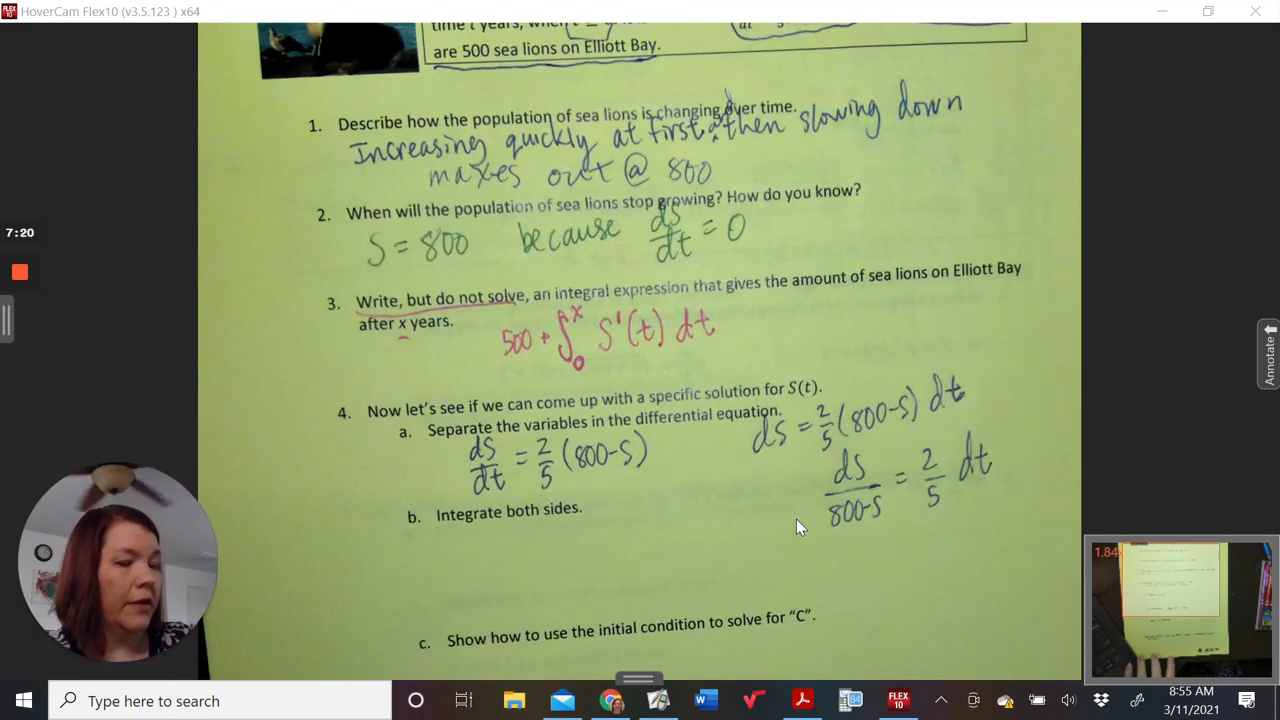 HoverCam Flex10 (v3.5.123) x64
time t years, when t
are 500 sea lions on Elliott Bay.
1. Describe how the population of sea lions is changing over time.
Increasing quickly at first, then slowing down
maxes out @ 800
2. When will the population of sea lions stop growing? How do you know?
S = 800 because dS/dt = 0
3. Write, but do not solve, an integral expression that gives the amount of sea lions on Elliott Bay
after x years.
500 + ∫₀ˣ S'(t) dt
4. Now let's see if we can come up with a specific solution for S(t).
a. Separate the variables in the differential equation.
dS/dt = 2/5 (800-S)
dS = 2/5 (800-S) dt
dS/800-S = 2/5 dt
b. Integrate both sides.
c. Show how to use the initial condition to solve for “C”.
7:20
Annotate
1.84x
Type here to search
FLEX 10
8:55 AM
3/11/2021